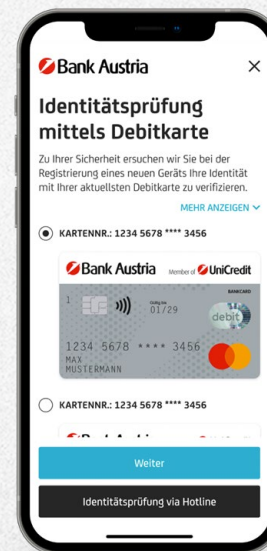 Bank Austria
Identitätsprüfung
mittels Debitkarte
Zu Ihrer Sicherheit ersuchen wir Sie bei der
Registrierung eines neuen Geräts Ihre Identität
mit Ihrer aktuellsten Debitkarte zu verifizieren.
MEHR ANZEIGEN
KARTENNR.: 1234 5678 **** 3456
Bank Austria Member of UniCredit
BANKCARD
1
01/29
debit
1234 5678 **** 3456
MAX
MUSTERMANN
KARTENNR.: 1234 5678 **** 3456
Weiter
Identitätsprüfung via Hotline